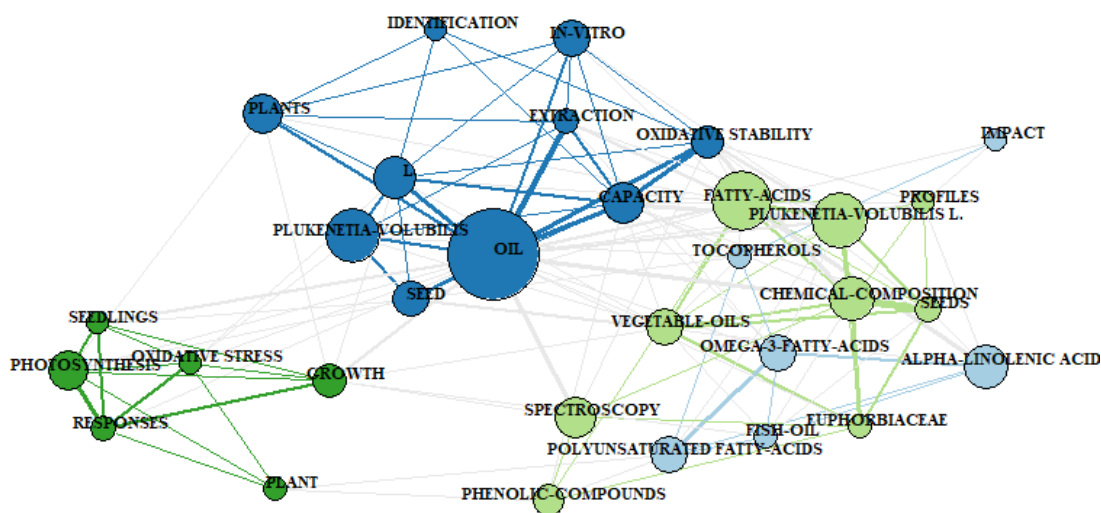 IDENTIFICATION
IN-VITRO
PLANTS
EXTRACTION
OXIDATIVE STABILITY
IMPACT
L.
CAPACITY
FATTY-ACIDS
PROFILES
PLUKENETIA-VOLUBILIS L.
PLUKENETIA-VOLUBILIS
OIL
TOCOPHEROLS
SEED
CHEMICAL-COMPOSITION
SEEDS
SEEDLINGS
VEGETABLE-OILS
OMEGA-3-FATTY-ACIDS
OXIDATIVE STRESS
PHOTOSYNTHESIS
ALPHA-LINOLENIC ACID
GROWTH
SPECTROSCOPY
RESPONSES
EUPHORBIACEAE
FISH-OIL
POLYUNSATURATED FATTY-ACIDS
PLANT
PHENOLIC-COMPOUNDS